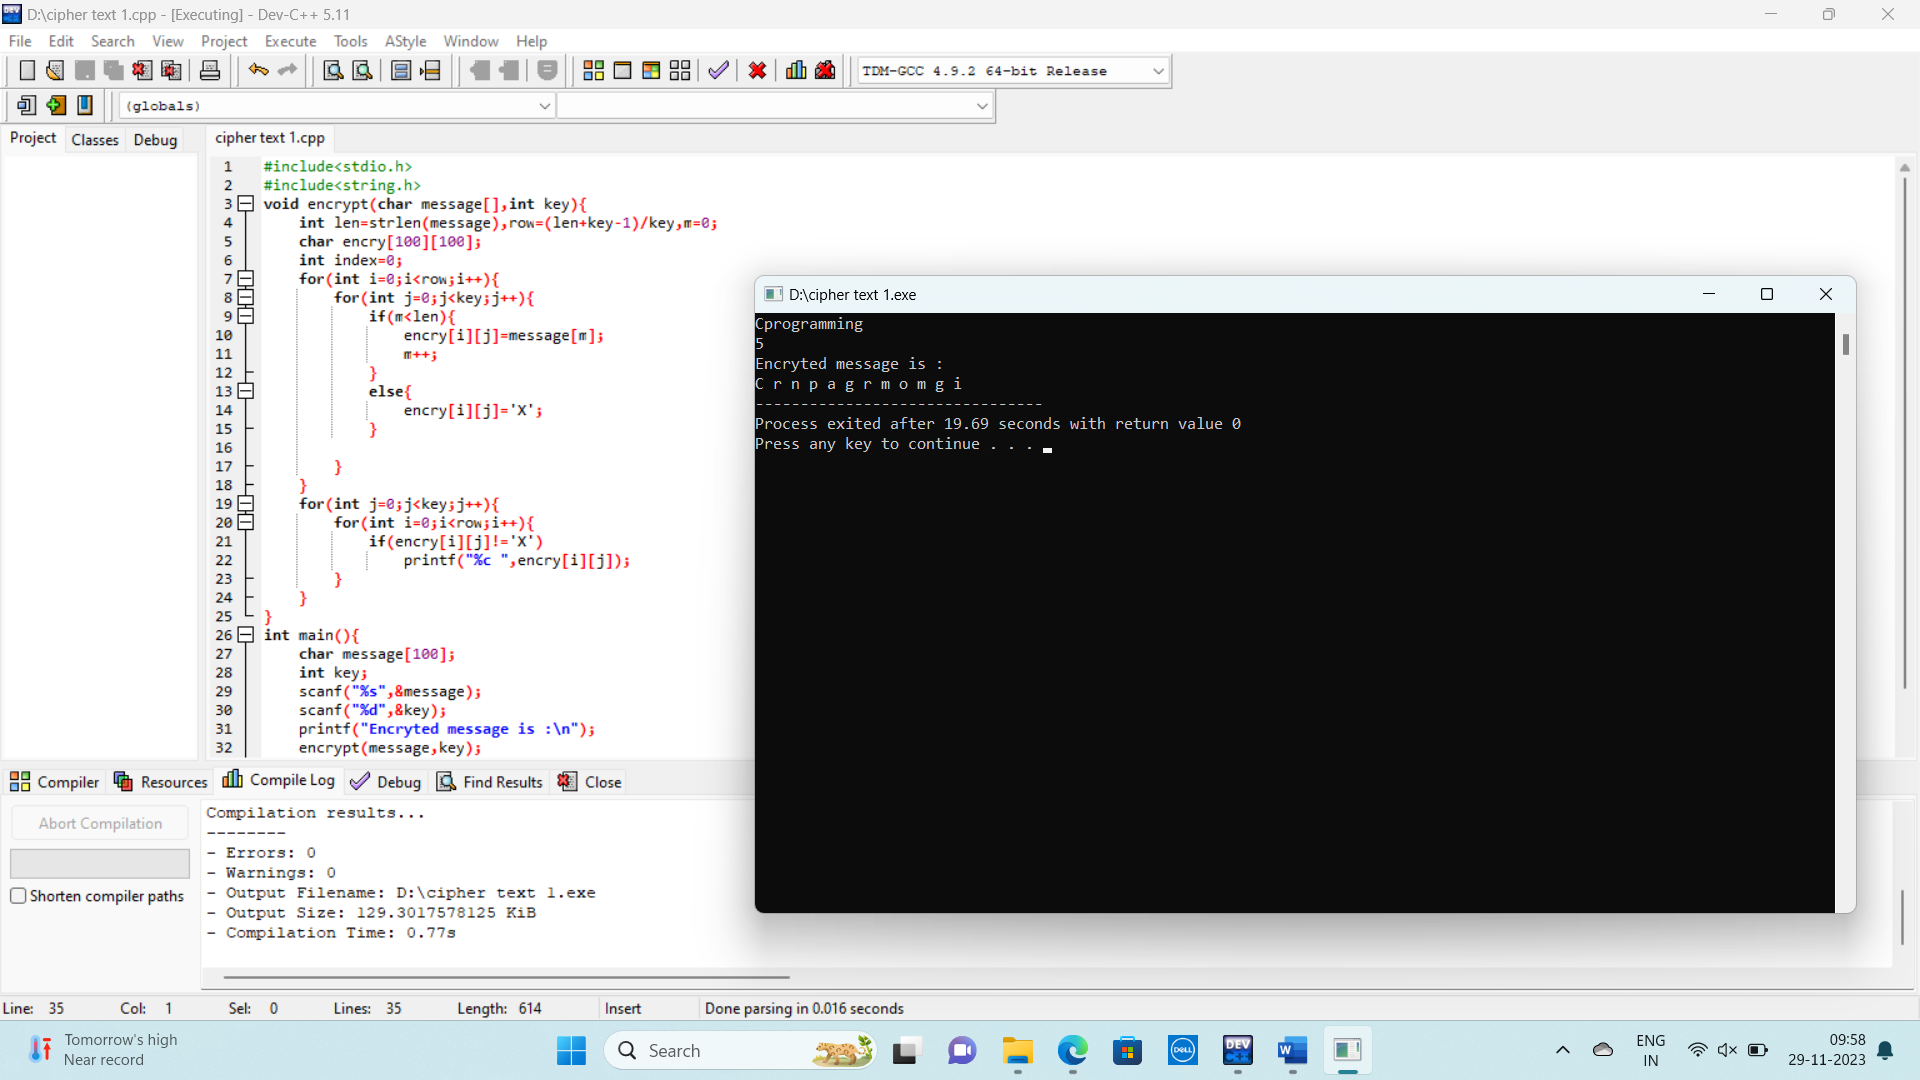 D:\cipher text 1.cpp - [Executing] - Dev-C++ 5.11
File Edit Search View Project Execute Tools AStyle Window Help
TDM-GCC 4.9.2 64-bit Release
(globals)
Project Classes Debug
cipher text 1.cpp
1 #include<stdio.h>
2 #include<string.h>
3 void encrypt(char message[],int key){
4 int len=strlen(message),row=(len+key-1)/key,m=0;
5 char encry[100][100];
6 int index=0;
7 for(int i=0;i<row;i++){
8 for(int j=0;j<key;j++){
9 if(m<len){
10 encry[i][j]=message[m];
11 m++;
12 }
13 else{
14 encry[i][j]='X';
15 }
16
17 }
18 }
19 for(int j=0;j<key;j++){
20 for(int i=0;i<row;i++){
21 if(encry[i][j]!='X')
22 printf("%c ",encry[i][j]);
23 }
24 }
25 }
26 int main(){
27 char message[100];
28 int key;
29 scanf("%s",&message);
30 scanf("%d",&key);
31 printf("Encryted message is :\n");
32 encrypt(message,key);
D:\cipher text 1.exe
Cprogramming
5
Encryted message is :
C r n p a g r m o m g i
--------------------------------
Process exited after 19.69 seconds with return value 0
Press any key to continue . . .
Compiler Resources Compile Log Debug Find Results Close
Abort Compilation
Shorten compiler paths
Compilation results...
--------
- Errors: 0
- Warnings: 0
- Output Filename: D:\cipher text 1.exe
- Output Size: 129.3017578125 KiB
- Compilation Time: 0.77s
Line: 35 Col: 1 Sel: 0 Lines: 35 Length: 614 Insert Done parsing in 0.016 seconds
Tomorrow's high
Near record
Search
DELL
DEV
C++
W
ENG
IN
09:58
29-11-2023